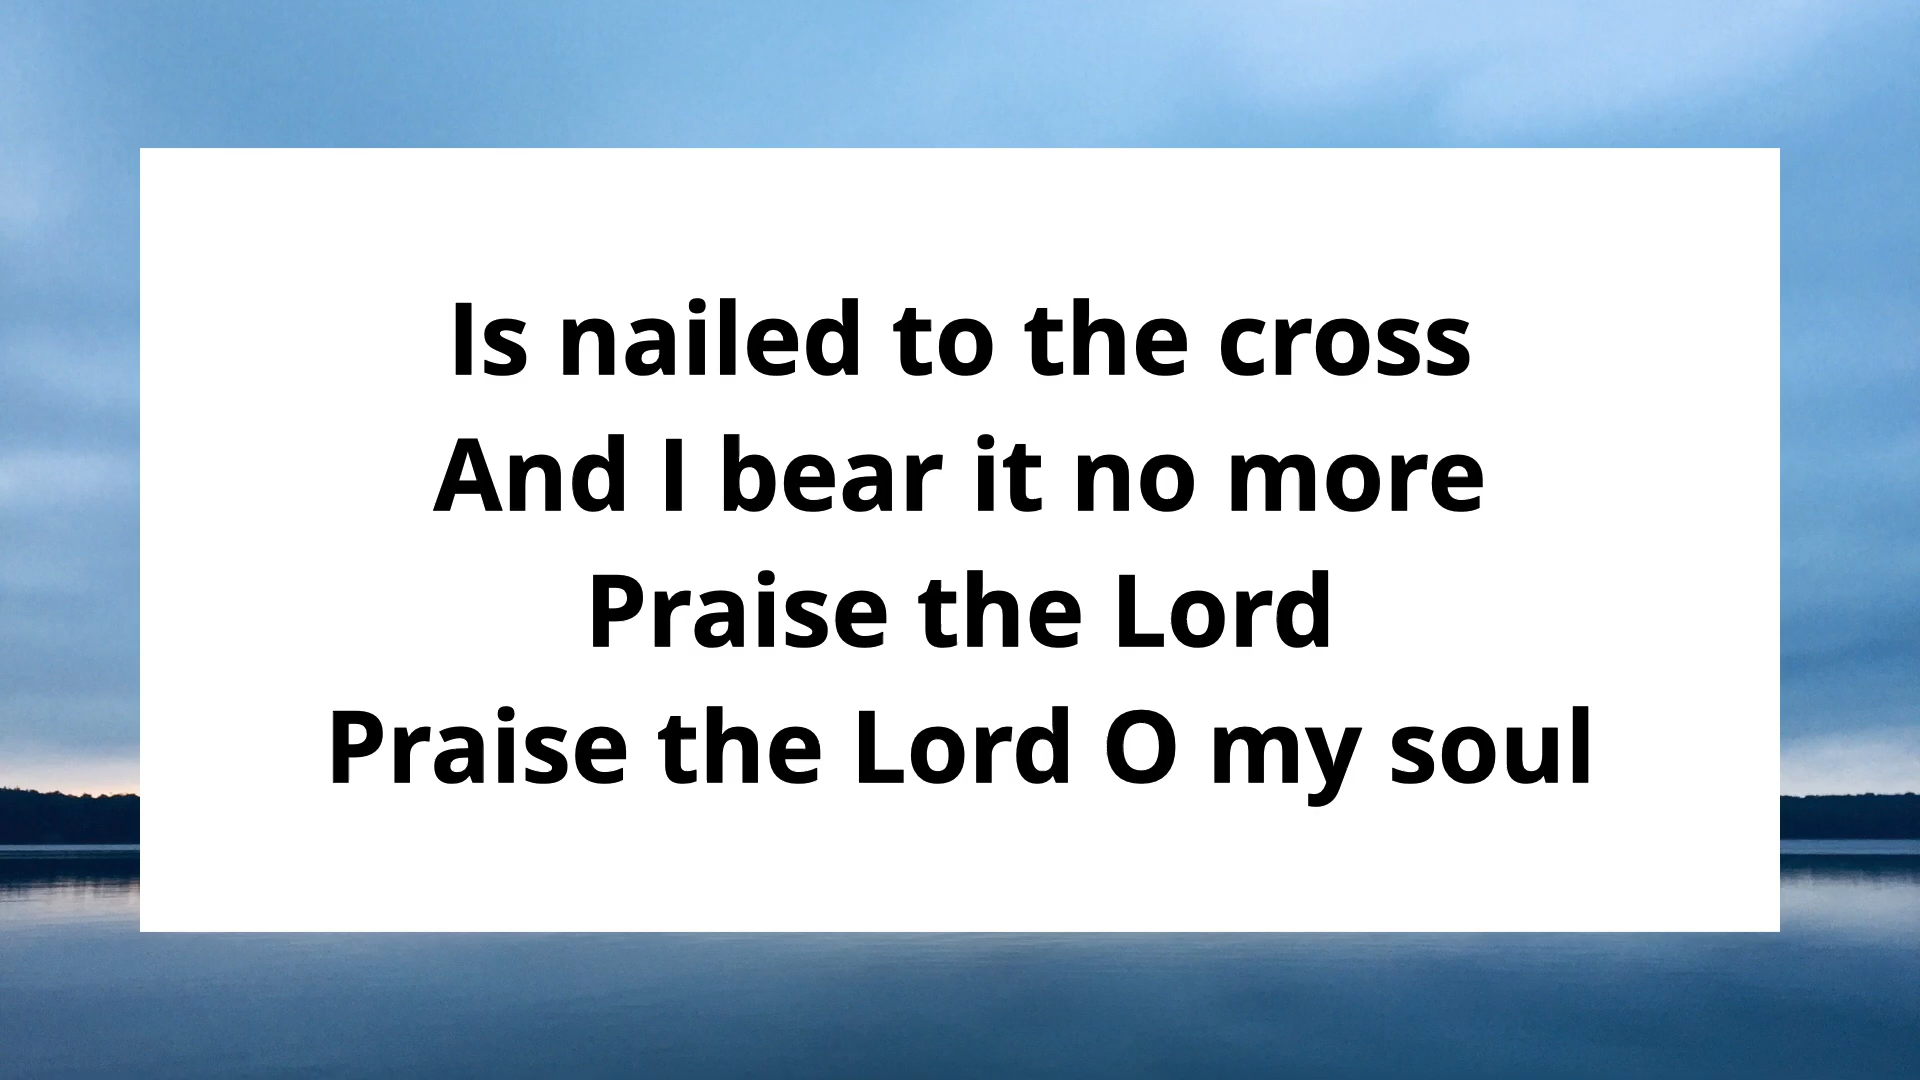 Is nailed to the cross
And I bear it no more
Praise the Lord
Praise the Lord O my soul